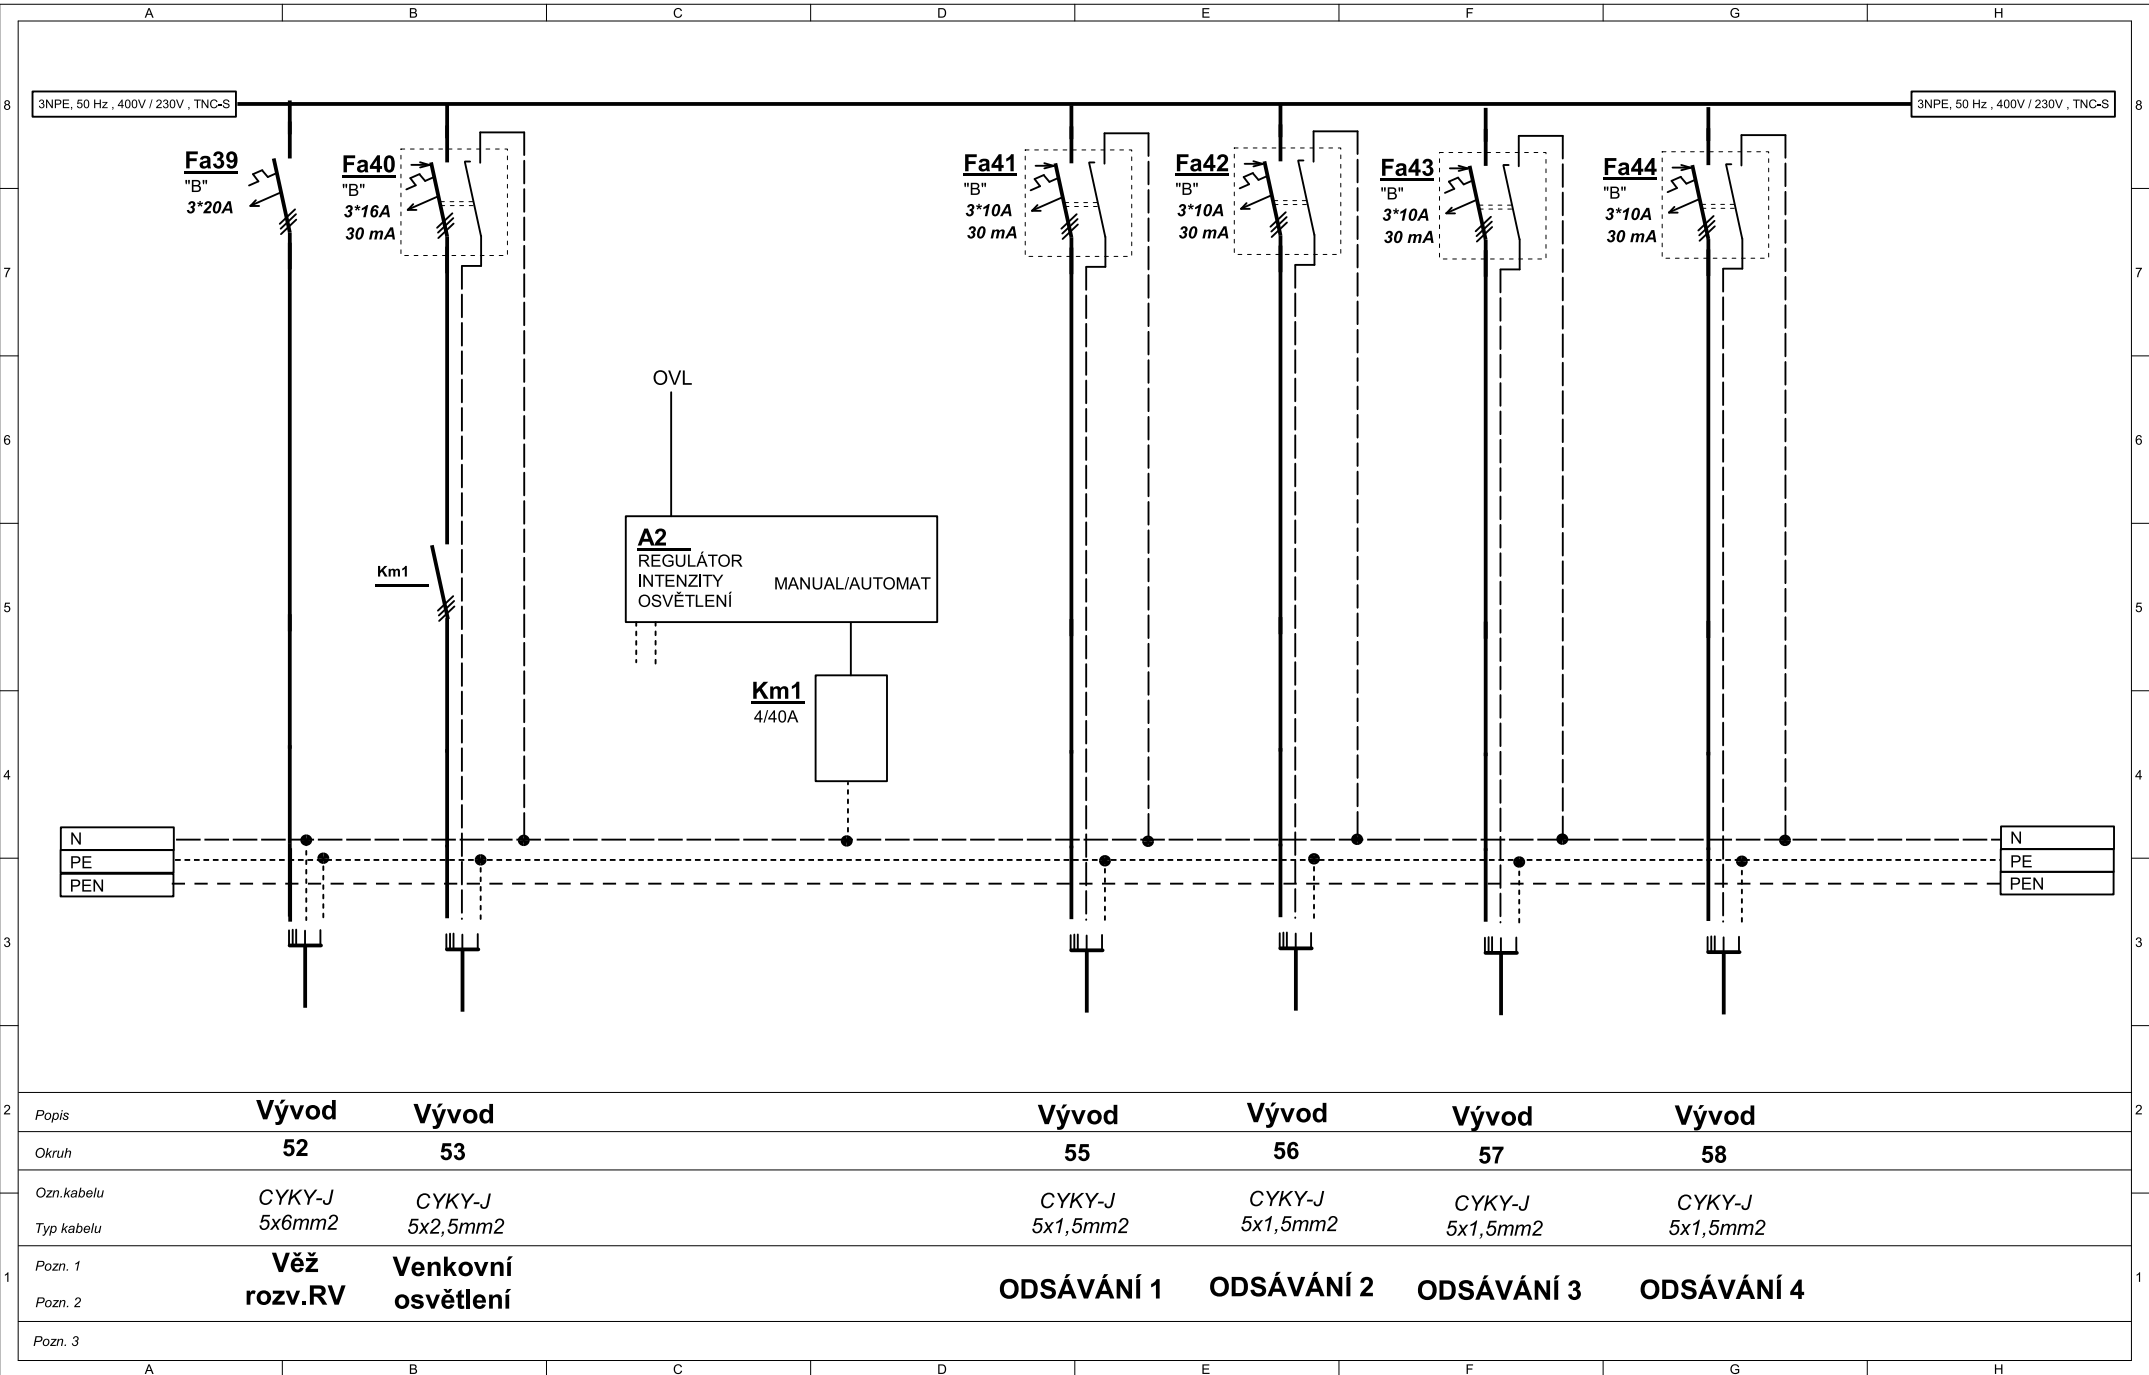 A B C D E F G H
8 3NPE, 50 Hz , 400V / 230V , TNC-S 3NPE, 50 Hz , 400V / 230V , TNC-S 8
Fa39
"B"
3*20A
Fa40
"B"
3*16A
30 mA
Fa41
"B"
3*10A
30 mA
Fa42
"B"
3*10A
30 mA
Fa43
"B"
3*10A
30 mA
Fa44
"B"
3*10A
30 mA
7 7
OVL
6 6
Km1
A2
REGULÁTOR
INTENZITY
OSVĚTLENÍ
MANUAL/AUTOMAT
5 5
Km1
4/40A
4 4
N N
PE PE
PEN PEN
3 3
2 Popis Vývod Vývod Vývod Vývod Vývod Vývod 2
Okruh 52 53 55 56 57 58
Ozn.kabelu CYKY-J CYKY-J CYKY-J CYKY-J CYKY-J CYKY-J
Typ kabelu 5x6mm2 5x2,5mm2 5x1,5mm2 5x1,5mm2 5x1,5mm2 5x1,5mm2
Pozn. 1 Věž Venkovní
1 ODSÁVÁNÍ 1 ODSÁVÁNÍ 2 ODSÁVÁNÍ 3 ODSÁVÁNÍ 4 1
Pozn. 2 rozv.RV osvětlení
Pozn. 3
A B C D E F G H